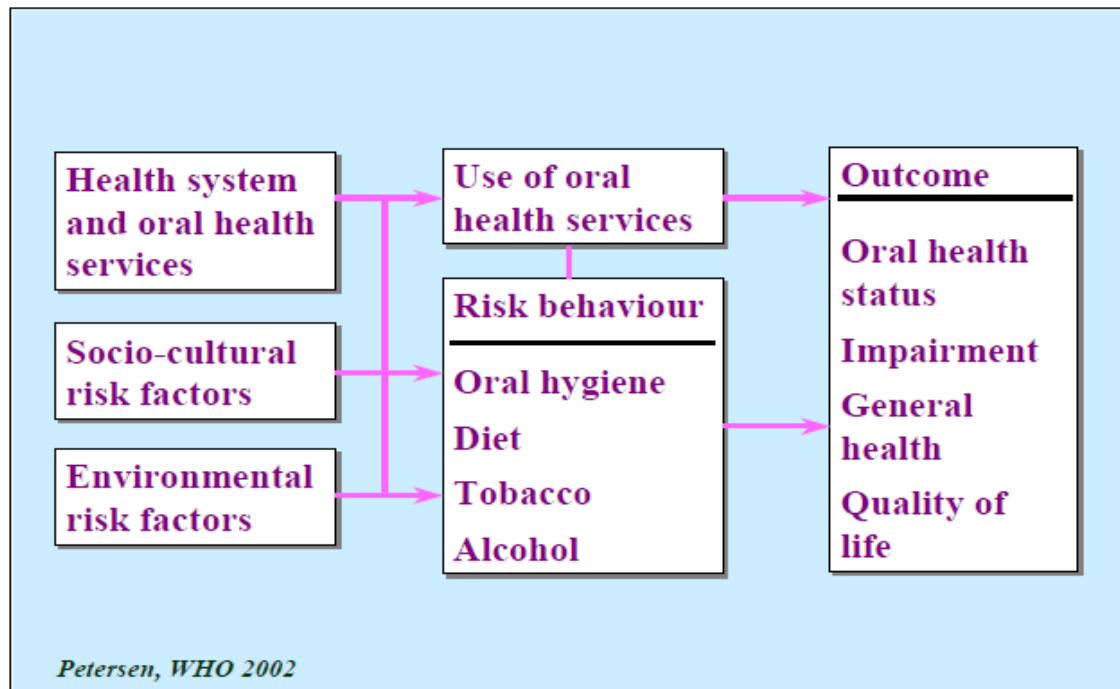 Health system
and oral health
services
Socio-cultural
risk factors
Environmental
risk factors
Use of oral
health services
Risk behaviour
Oral hygiene
Diet
Tobacco
Alcohol
Outcome
Oral health
status
Impairment
General
health
Quality of
life
Petersen, WHO 2002